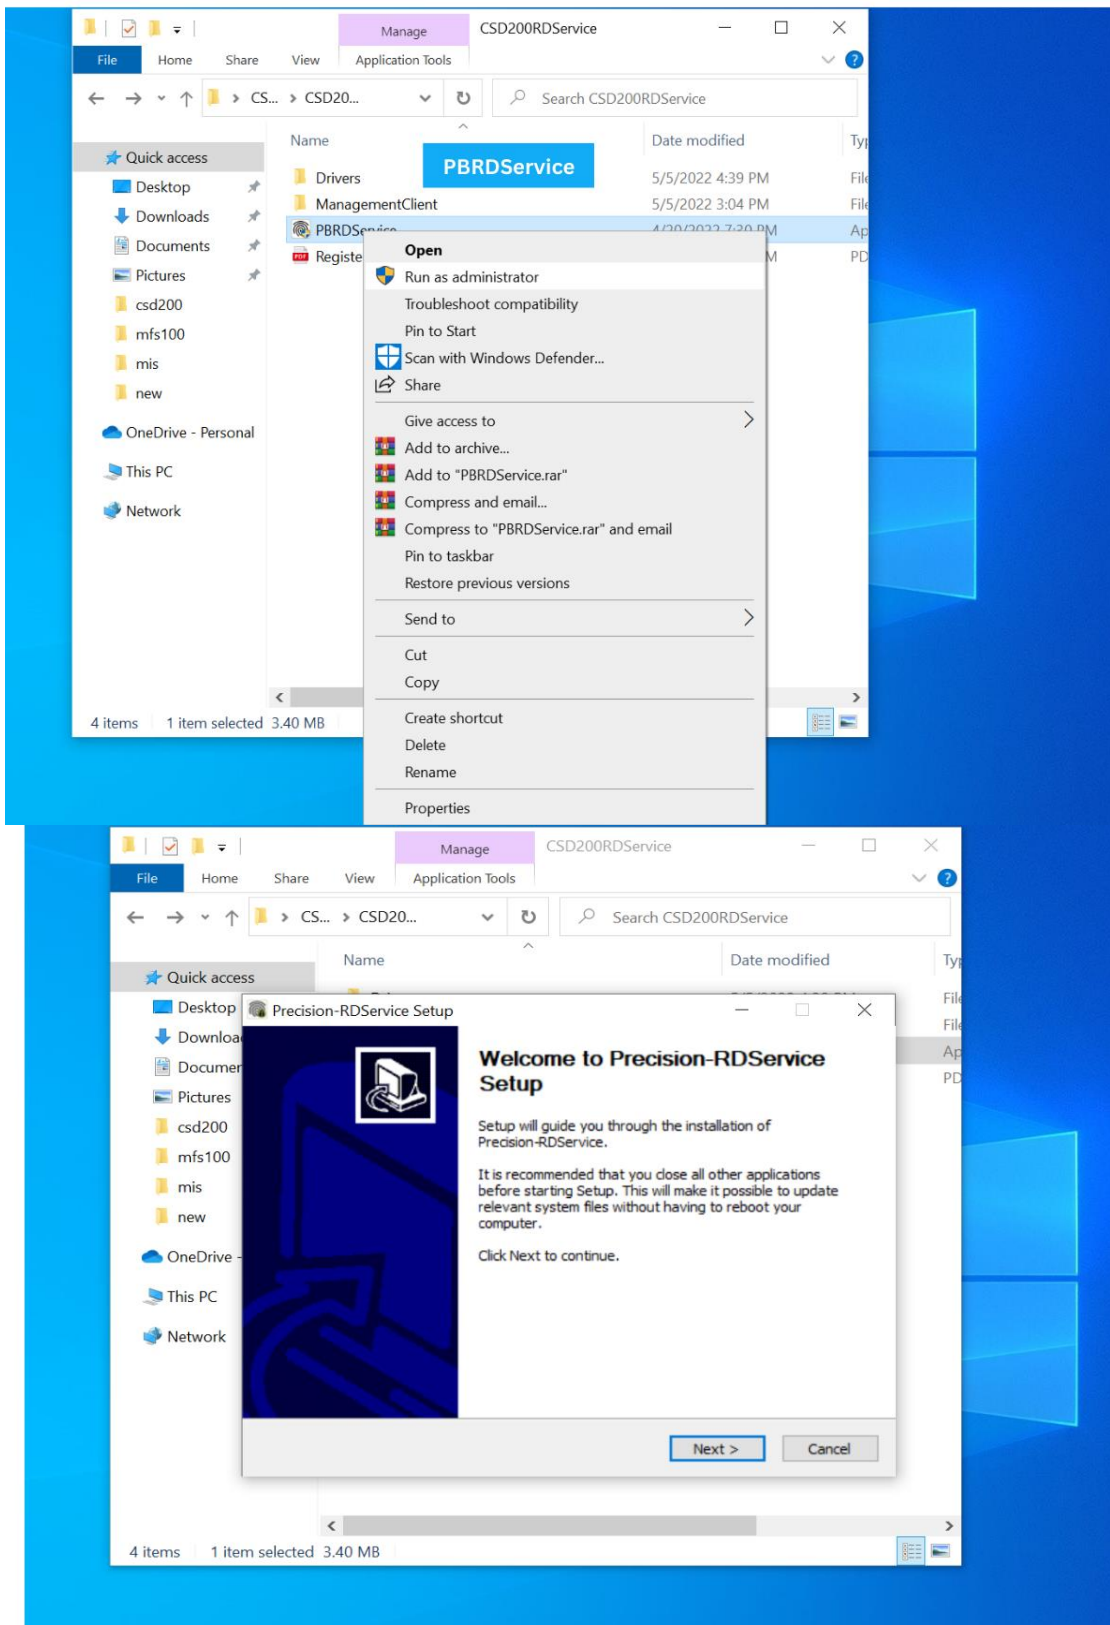 Manage
CSD200RDService
File Home Share View Application Tools
CS... > CSD20...
Search CSD200RDService
Name Date modified
Quick access
PBRDService
Drivers 5/5/2022 4:39 PM
ManagementClient 5/5/2022 3:04 PM
PBRDService 4/20/2022 7:30 PM
Desktop
Downloads
Documents
Pictures
csd200
mfs100
mis
new
OneDrive - Personal
This PC
Network
Open
Run as administrator
Troubleshoot compatibility
Pin to Start
Scan with Windows Defender...
Share
Give access to
Add to archive...
Add to "PBRDService.rar"
Compress and email...
Compress to "PBRDService.rar" and email
Pin to taskbar
Restore previous versions
Send to
Cut
Copy
Create shortcut
Delete
Rename
Properties
4 items 1 item selected 3.40 MB
Manage
CSD200RDService
File Home Share View Application Tools
CS... > CSD20...
Search CSD200RDService
Name Date modified
Quick access
Desktop
Pictures
csd200
mfs100
mis
new
OneDrive -
This PC
Network
Precision-RDService Setup
Welcome to Precision-RDService
Setup
Setup will guide you through the installation of
Precision-RDService.
It is recommended that you close all other applications
before starting Setup. This will make it possible to update
relevant system files without having to reboot your
computer.
Click Next to continue.
Next > Cancel
4 items 1 item selected 3.40 MB